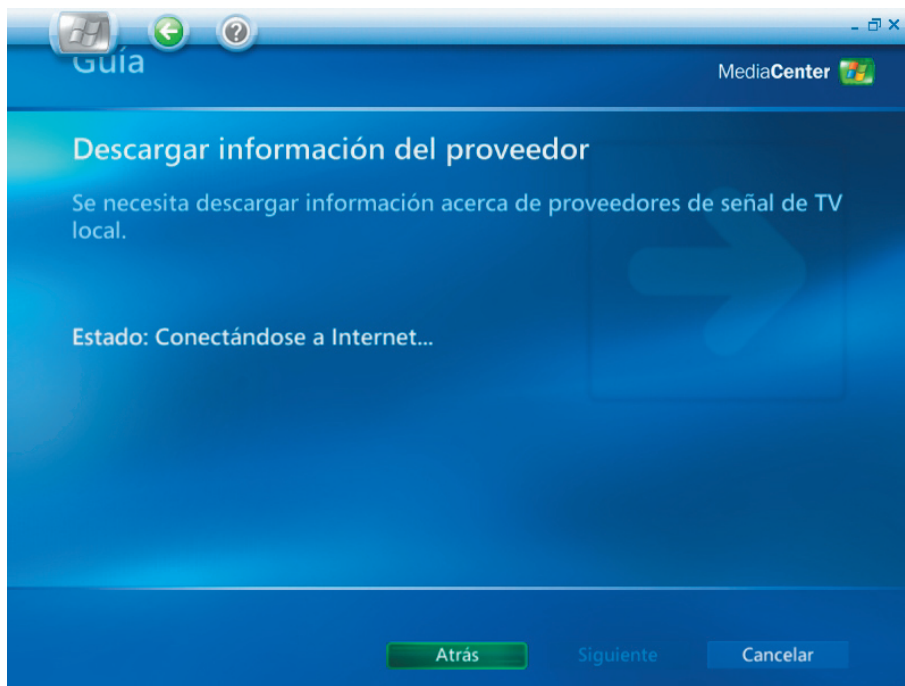 Guía
MediaCenter
Descargar información del proveedor
Se necesita descargar información acerca de proveedores de señal de TV
local.
Estado: Conectándose a Internet...
Atrás Siguiente Cancelar